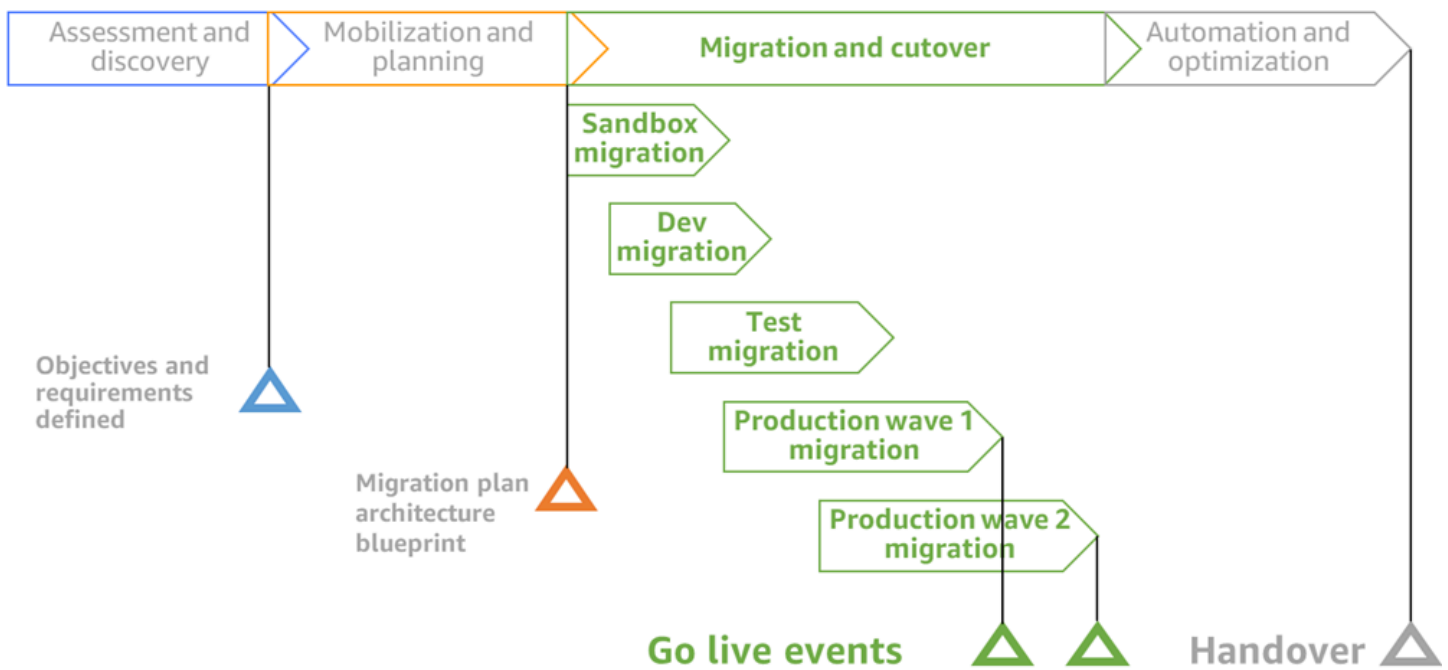 Assessment and
discovery
Mobilization and
planning
Migration and cutover
Automation and
optimization
Sandbox
migration
Dev
migration
Test
migration
Objectives and
requirements
defined
Production wave 1
migration
Migration plan
architecture
blueprint
Production wave 2
migration
Go live events
Handover